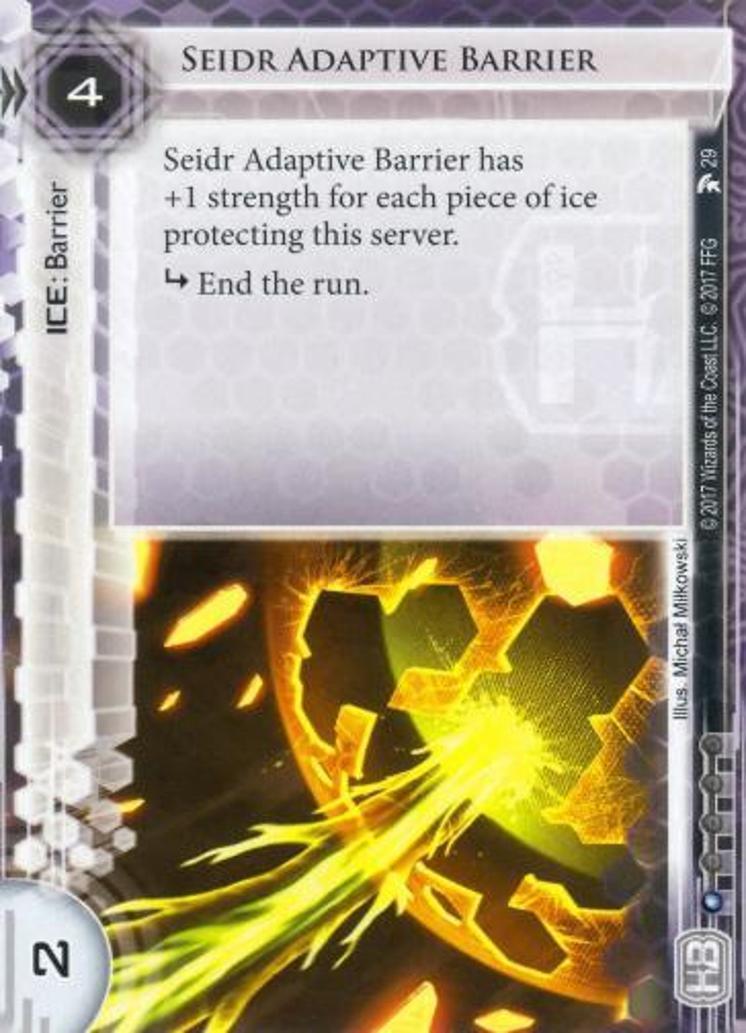 4
SEIDR ADAPTIVE BARRIER
ICE: Barrier
Seidr Adaptive Barrier has
+1 strength for each piece of ice
protecting this server.
↳ End the run.
29
© 2017 Wizards of the Coast LLC. © 2017 FFG
Illus. Michał Miłkowski
2
HB